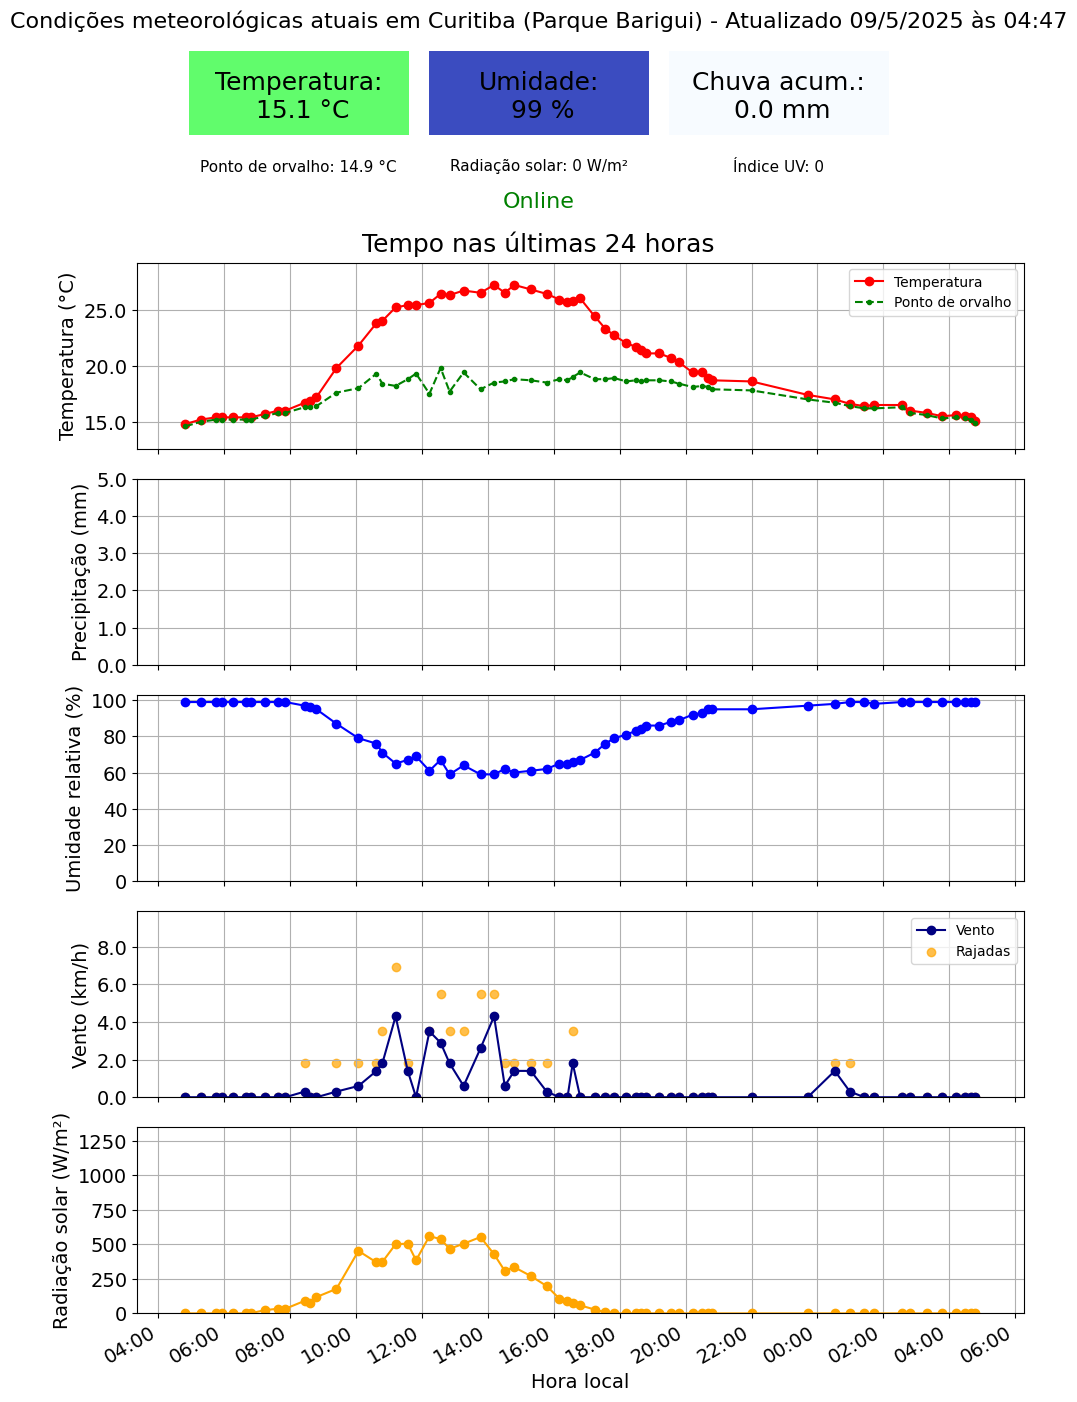 Condições meteorológicas atuais em Curitiba (Parque Barigui) - Atualizado 09/5/2025 às 04:47
Temperatura:
15.1 °C
Umidade:
99 %
Chuva acum.:
0.0 mm
Ponto de orvalho: 14.9 °C
Radiação solar: 0 W/m²
Índice UV: 0
Online
Tempo nas últimas 24 horas
Temperatura (°C)
25.0
20.0
15.0
Temperatura
Ponto de orvalho
Precipitação (mm)
5.0
4.0
3.0
2.0
1.0
0.0
Umidade relativa (%)
100
80
60
40
20
0
Vento (km/h)
8.0
6.0
4.0
2.0
0.0
Vento
Rajadas
Radiação solar (W/m²)
1250
1000
750
500
250
0
04:00
06:00
08:00
10:00
12:00
14:00
16:00
18:00
20:00
22:00
00:00
02:00
04:00
06:00
Hora local